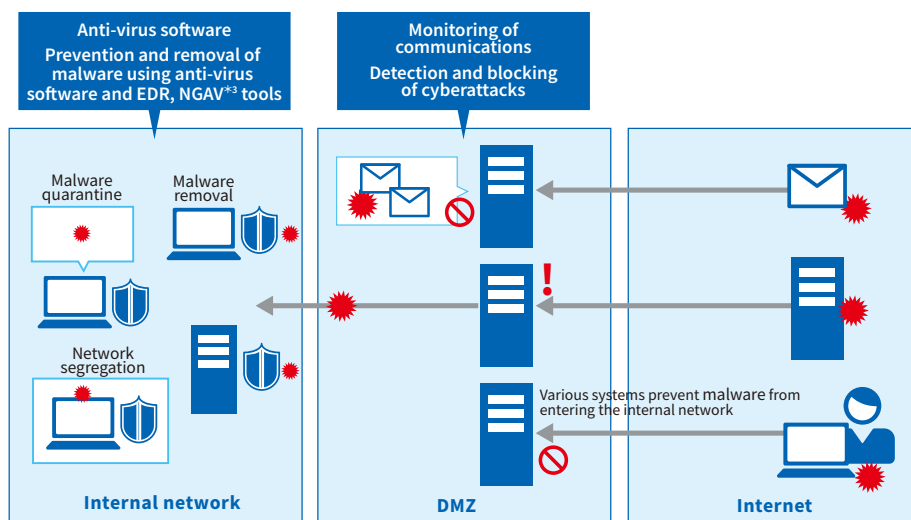 Anti-virus software
Prevention and removal of
malware using anti-virus
software and EDR, NGAV*3 tools
Monitoring of
communications
Detection and blocking
of cyberattacks
Malware
quarantine
Malware
removal
Network
segregation
Various systems prevent malware from
entering the internal network
!
Internal network
DMZ
Internet